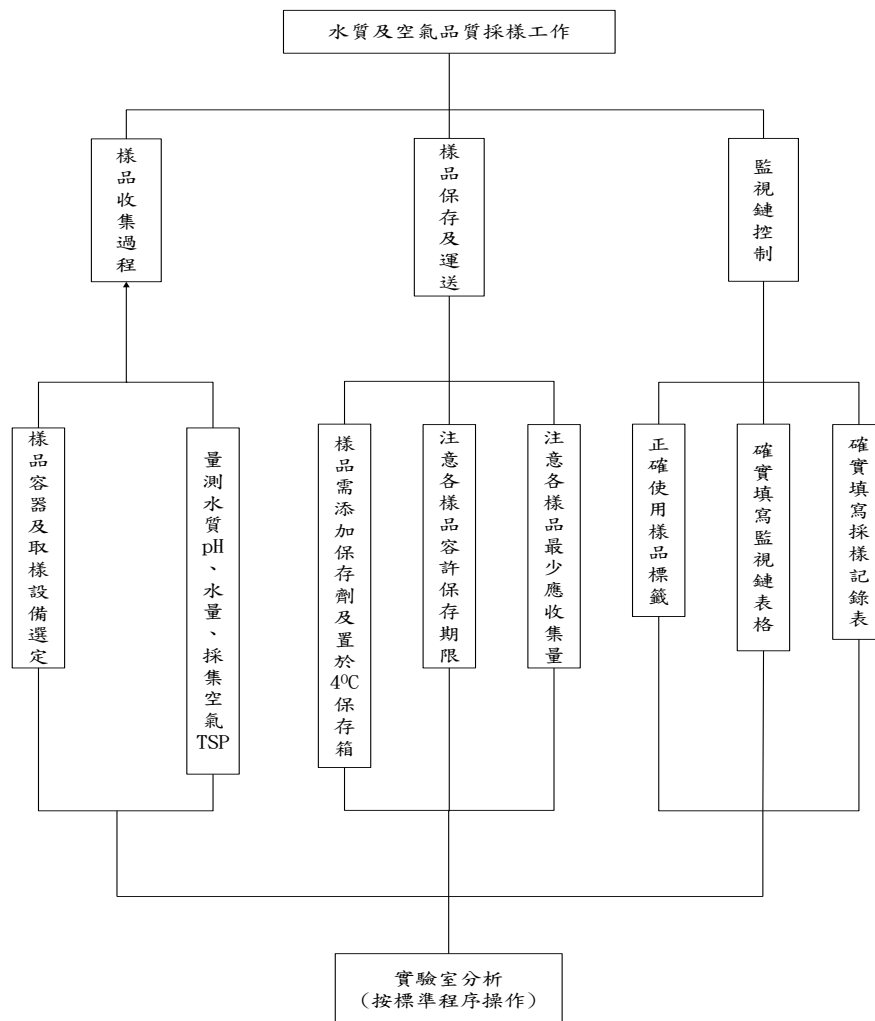 水質及空氣品質採樣工作
樣品收集過程
樣品保存及運送
監視鏈控制
樣品容器及取樣設備選定
量測水質pH、水量、採集空氣TSP
樣品需添加保存劑及置於4⁰C保存箱
注意各樣品容許保存期限
注意各樣品最少應收集量
正確使用樣品標籤
確實填寫監視鏈表格
確實填寫採樣記錄表
實驗室分析
（按標準程序操作）